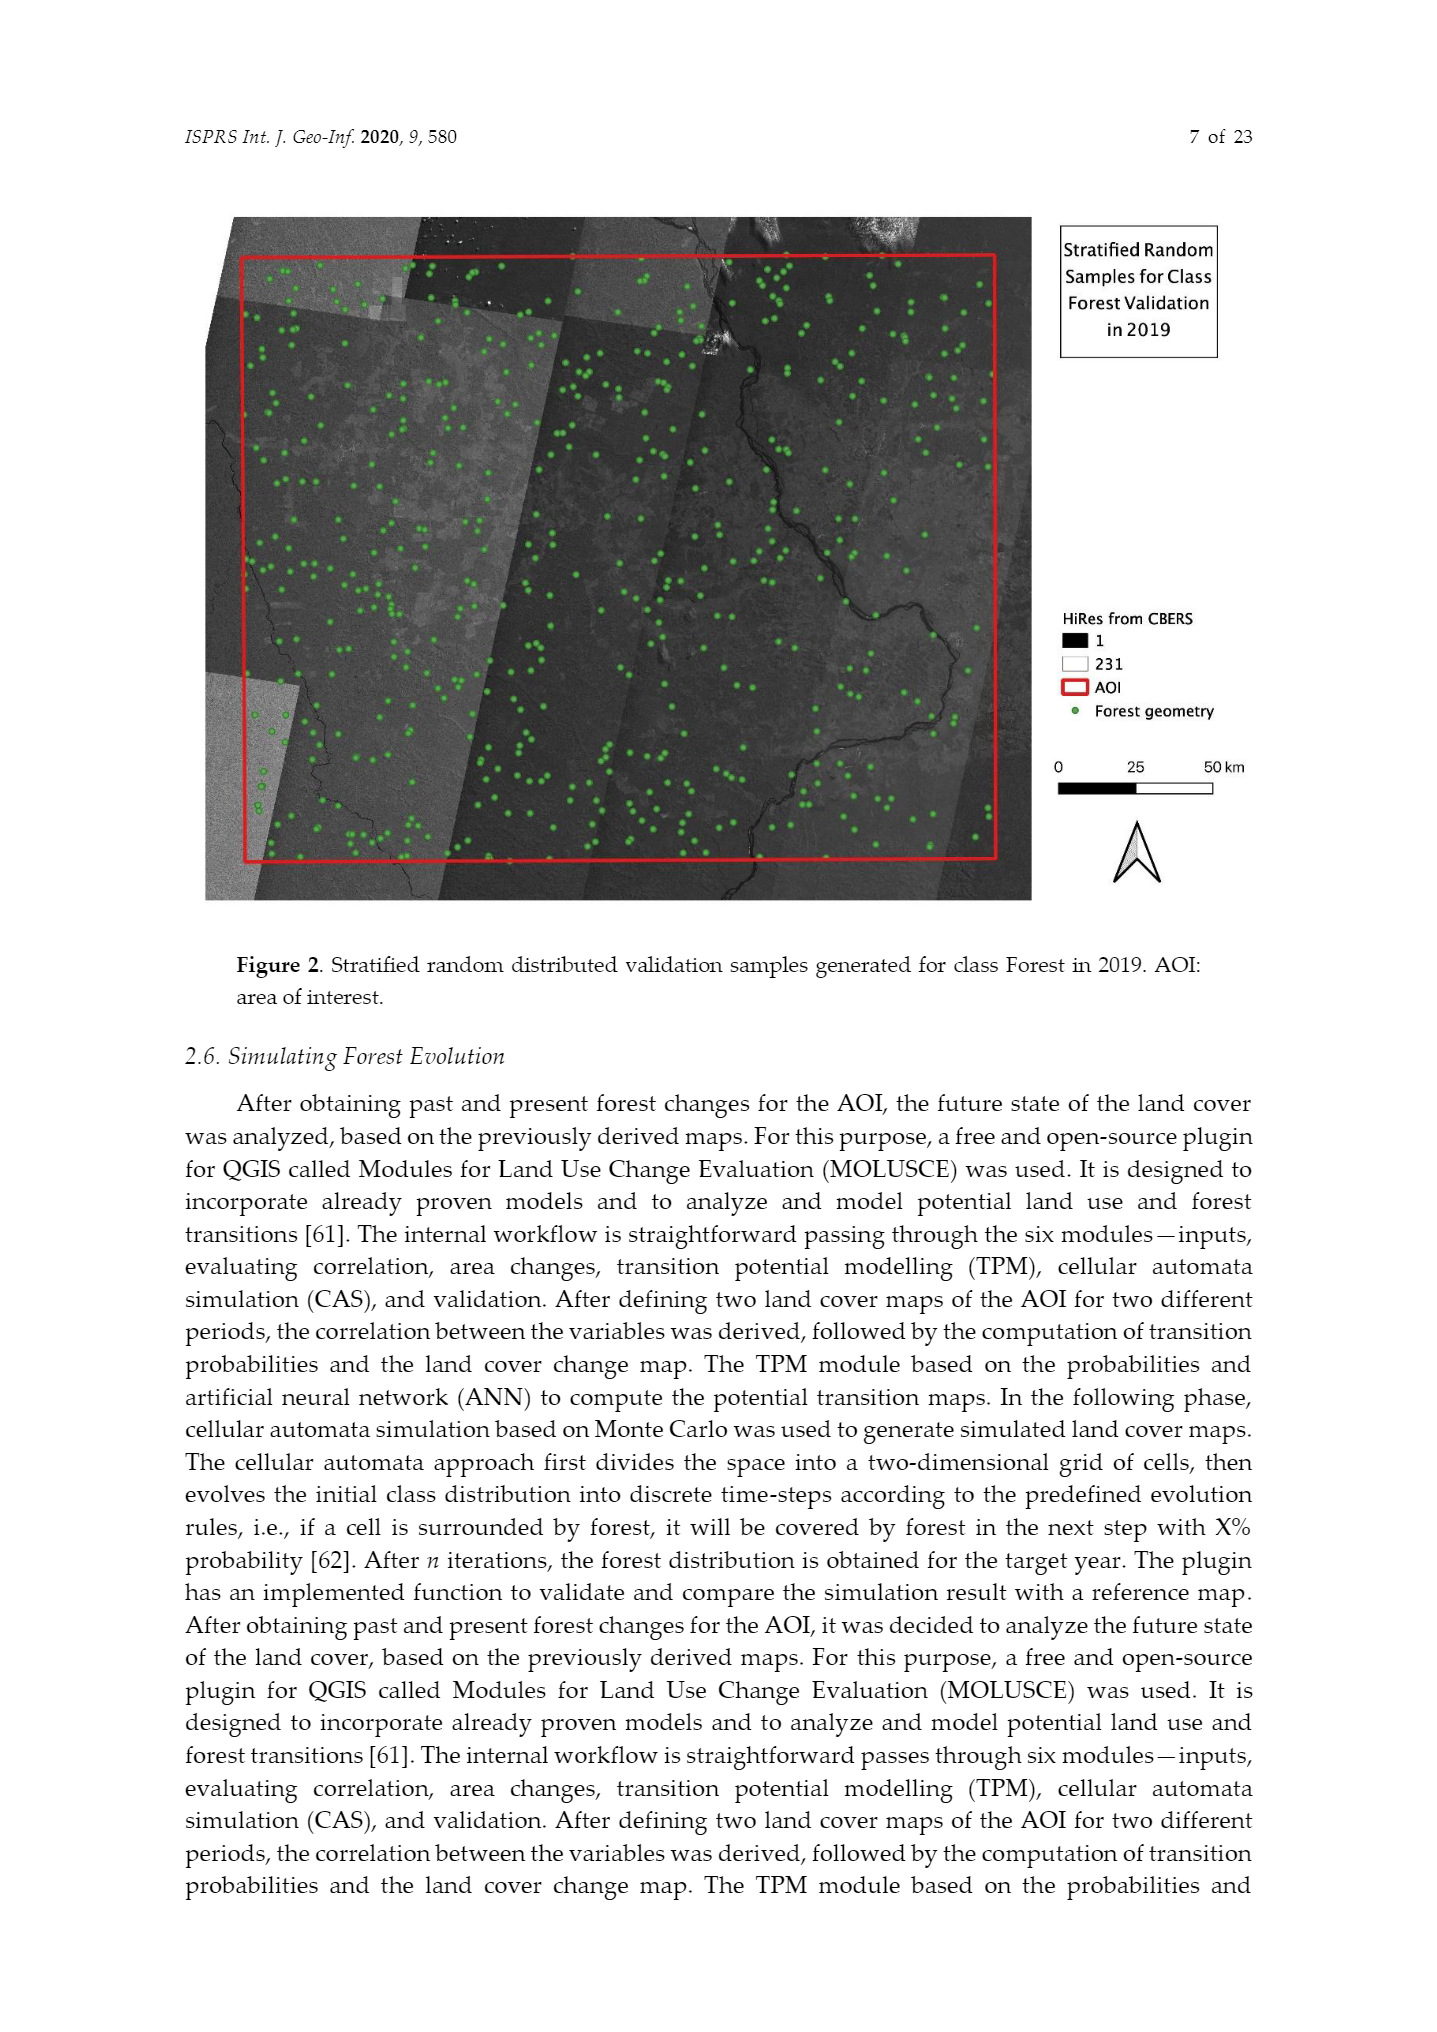 ISPRS Int. J. Geo-Inf. 2020, 9, 580
7 of 23
Stratified Random
Samples for Class
Forest Validation
in 2019
HiRes from CBERS
1
231
AOI
Forest geometry
0 25 50 km
Figure 2. Stratified random distributed validation samples generated for class Forest in 2019. AOI:
area of interest.
2.6. Simulating Forest Evolution
After obtaining past and present forest changes for the AOI, the future state of the land cover
was analyzed, based on the previously derived maps. For this purpose, a free and open-source plugin
for QGIS called Modules for Land Use Change Evaluation (MOLUSCE) was used. It is designed to
incorporate already proven models and to analyze and model potential land use and forest
transitions [61]. The internal workflow is straightforward passing through the six modules—inputs,
evaluating correlation, area changes, transition potential modelling (TPM), cellular automata
simulation (CAS), and validation. After defining two land cover maps of the AOI for two different
periods, the correlation between the variables was derived, followed by the computation of transition
probabilities and the land cover change map. The TPM module based on the probabilities and
artificial neural network (ANN) to compute the potential transition maps. In the following phase,
cellular automata simulation based on Monte Carlo was used to generate simulated land cover maps.
The cellular automata approach first divides the space into a two-dimensional grid of cells, then
evolves the initial class distribution into discrete time-steps according to the predefined evolution
rules, i.e., if a cell is surrounded by forest, it will be covered by forest in the next step with X%
probability [62]. After n iterations, the forest distribution is obtained for the target year. The plugin
has an implemented function to validate and compare the simulation result with a reference map.
After obtaining past and present forest changes for the AOI, it was decided to analyze the future state
of the land cover, based on the previously derived maps. For this purpose, a free and open-source
plugin for QGIS called Modules for Land Use Change Evaluation (MOLUSCE) was used. It is
designed to incorporate already proven models and to analyze and model potential land use and
forest transitions [61]. The internal workflow is straightforward passes through six modules—inputs,
evaluating correlation, area changes, transition potential modelling (TPM), cellular automata
simulation (CAS), and validation. After defining two land cover maps of the AOI for two different
periods, the correlation between the variables was derived, followed by the computation of transition
probabilities and the land cover change map. The TPM module based on the probabilities and